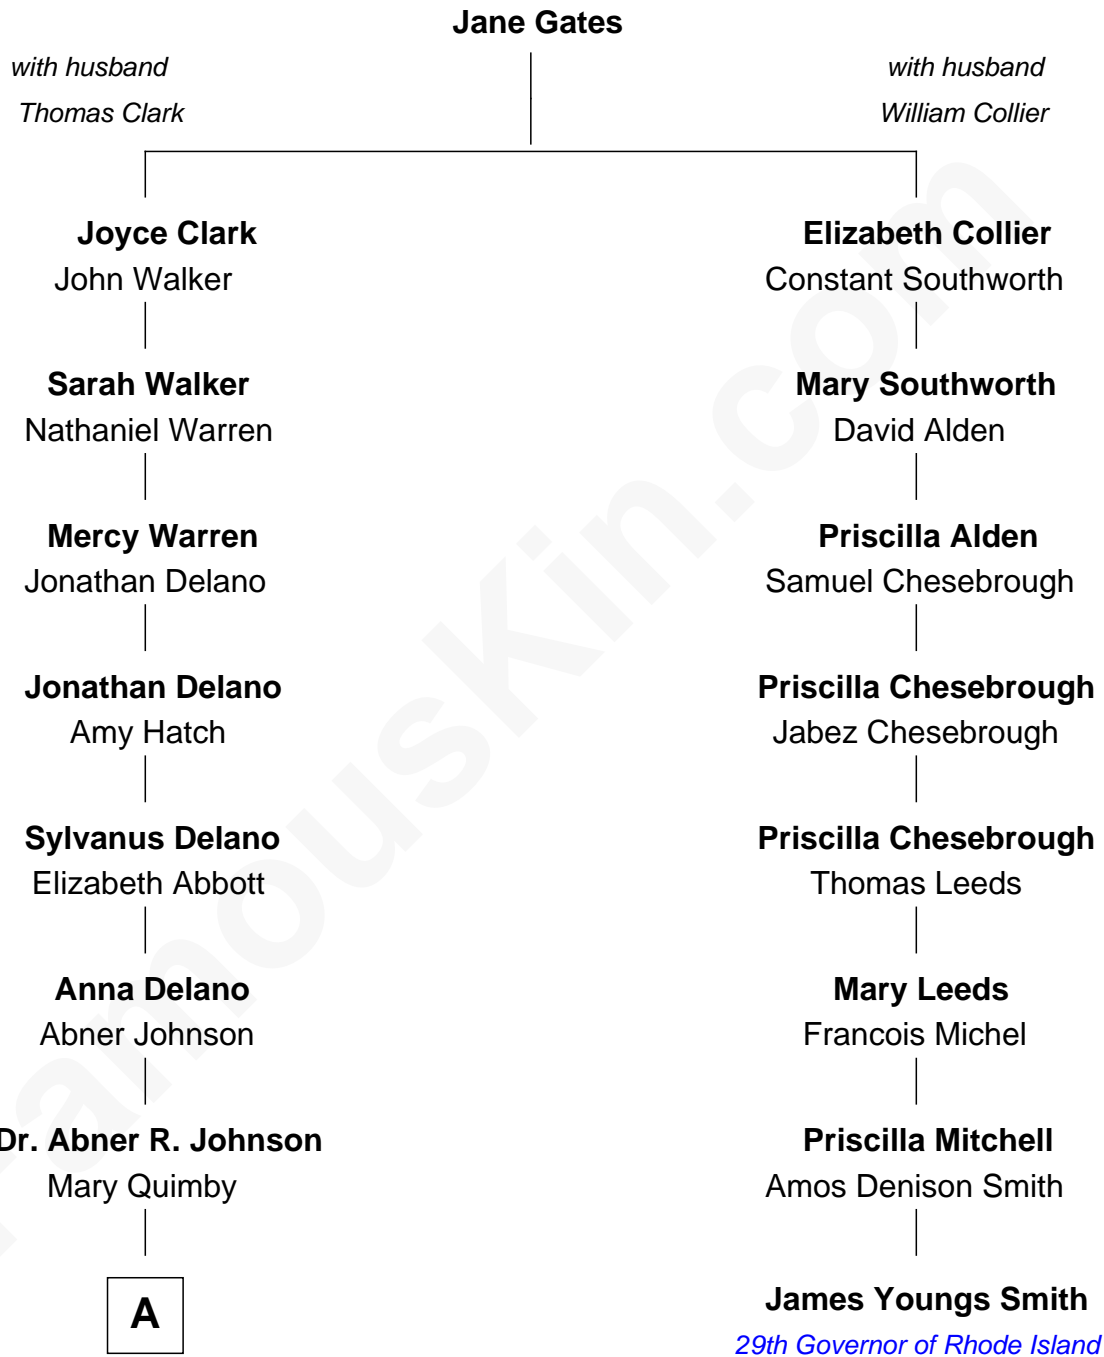 Jane Gates
with husband
Thomas Clark
with husband
William Collier
Joyce Clark
John Walker
Elizabeth Collier
Constant Southworth
Sarah Walker
Nathaniel Warren
Mary Southworth
David Alden
Mercy Warren
Jonathan Delano
Priscilla Alden
Samuel Chesebrough
Jonathan Delano
Amy Hatch
Priscilla Chesebrough
Jabez Chesebrough
Sylvanus Delano
Elizabeth Abbott
Priscilla Chesebrough
Thomas Leeds
Anna Delano
Abner Johnson
Mary Leeds
Francois Michel
Dr. Abner R. Johnson
Mary Quimby
Priscilla Mitchell
Amos Denison Smith
A
James Youngs Smith
29th Governor of Rhode Island
FamousKin.com